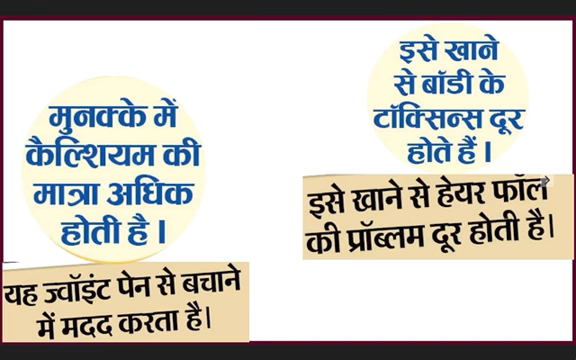 मुनक्के में
कैल्शियम की
मात्रा अधिक
होती है।
यह ज्वॉइंट पेन से बचाने
में मदद करता है।
इसे खाने
से बॉडी के
टॉक्सिन्स दूर
होते हैं।
इसे खाने से हेयर फॉल
की प्रॉब्लम दूर होती है।